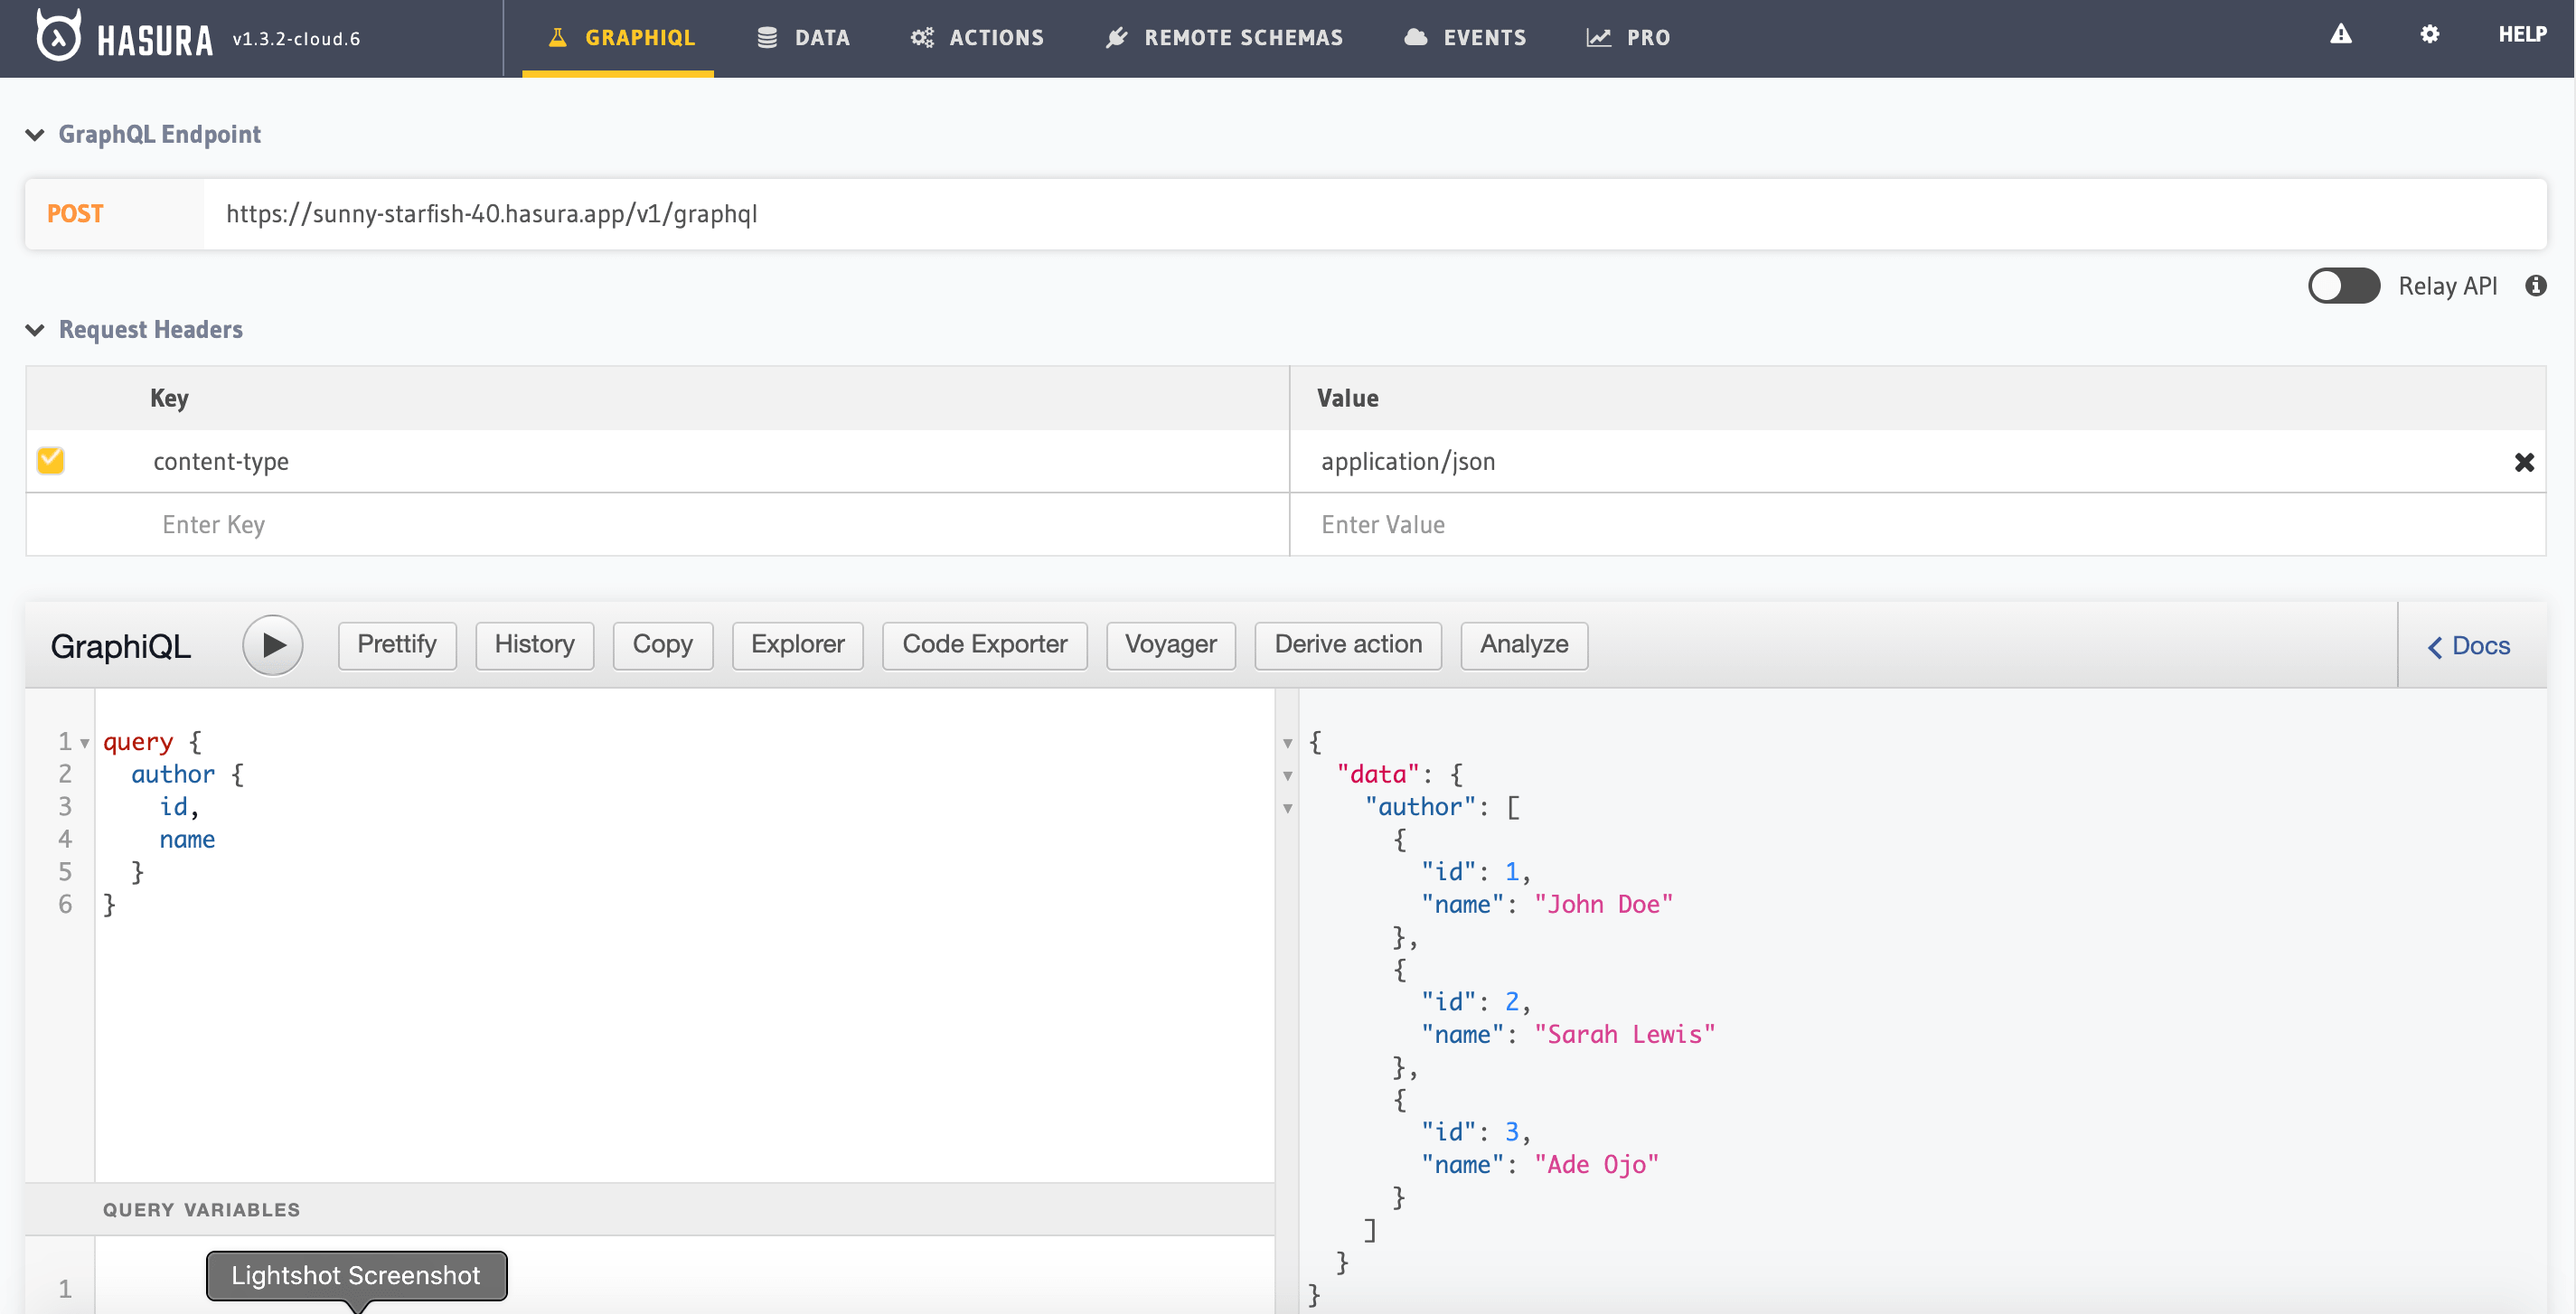 HASURA v1.3.2-cloud.6 GRAPHIQL DATA ACTIONS REMOTE SCHEMAS EVENTS PRO HELP
GraphQL Endpoint
POST https://sunny-starfish-40.hasura.app/v1/graphql
Relay API
Request Headers
Key Value
content-type application/json
Enter Key Enter Value
GraphiQL Prettify History Copy Explorer Code Exporter Voyager Derive action Analyze Docs
1 query {
2 author {
3 id,
4 name
5 }
6 }
QUERY VARIABLES
1
Lightshot Screenshot
{
"data": {
"author": [
{
"id": 1,
"name": "John Doe"
},
{
"id": 2,
"name": "Sarah Lewis"
},
{
"id": 3,
"name": "Ade Ojo"
}
]
}
}